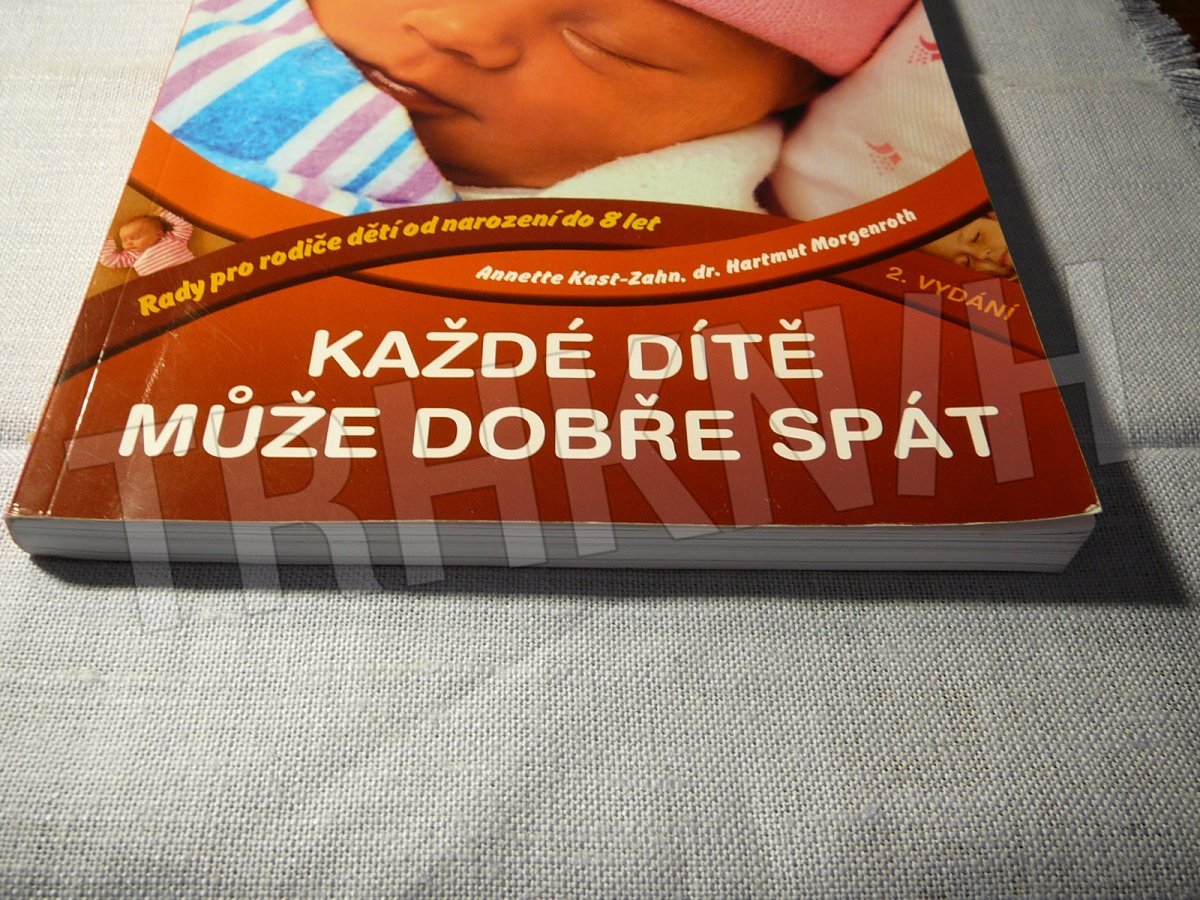 Rady pro rodiče dětí od narození do 8 let
Annette Kast-Zahn, dr. Hartmut Morgenroth
2. VYDÁNÍ
KAŽDÉ DÍTĚ
MŮŽE DOBŘE SPÁT
TRHKNIH